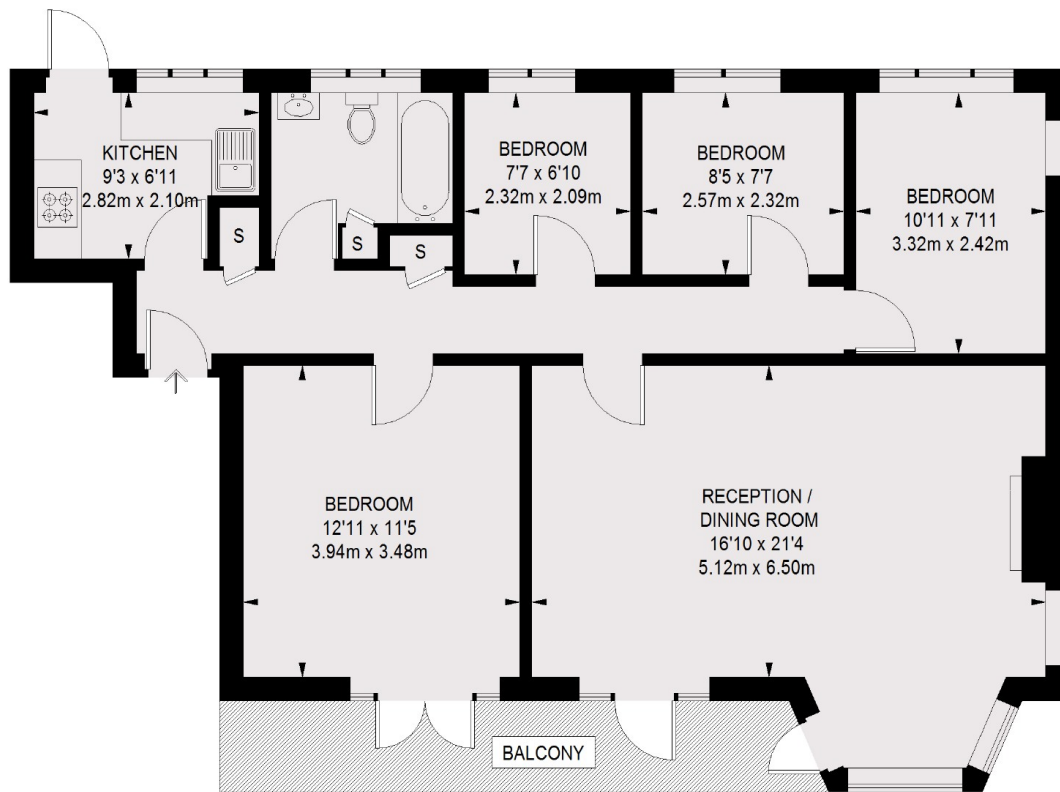 KITCHEN
9'3 x 6'11
2.82m x 2.10m
S
S
S
BEDROOM
7'7 x 6'10
2.32m x 2.09m
BEDROOM
8'5 x 7'7
2.57m x 2.32m
BEDROOM
10'11 x 7'11
3.32m x 2.42m
BEDROOM
12'11 x 11'5
3.94m x 3.48m
RECEPTION /
DINING ROOM
16'10 x 21'4
5.12m x 6.50m
BALCONY